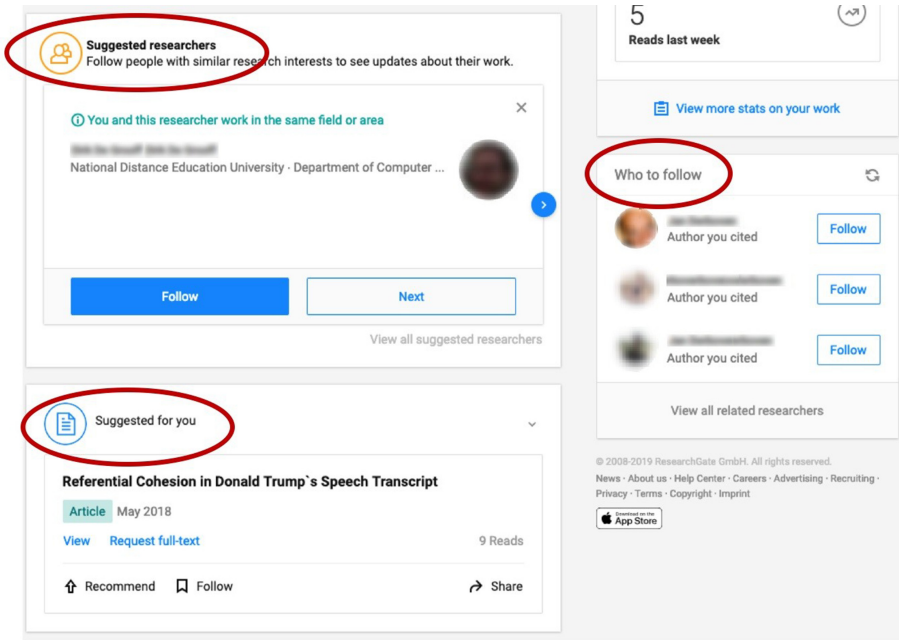 Suggested researchers
Follow people with similar research interests to see updates about their work.
You and this researcher work in the same field or area
National Distance Education University · Department of Computer ...
Follow
Next
View all suggested researchers
Suggested for you
Referential Cohesion in Donald Trump`s Speech Transcript
Article May 2018
View Request full-text 9 Reads
Recommend Follow Share
5
Reads last week
View more stats on your work
Who to follow
Author you cited
Follow
Author you cited
Follow
Author you cited
Follow
View all related researchers
© 2008-2019 ResearchGate GmbH. All rights reserved.
News · About us · Help Center · Careers · Advertising · Recruiting ·
Privacy · Terms · Copyright · Imprint
Download on the
App Store